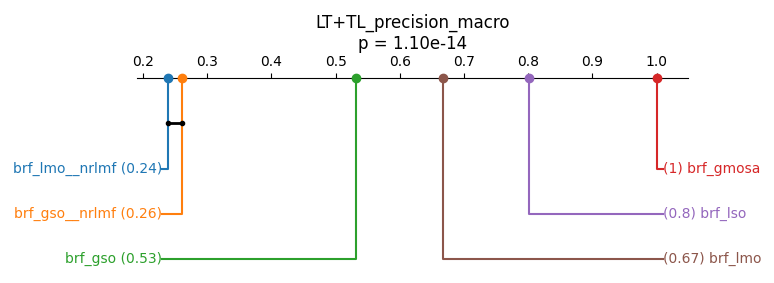 LT+TL_precision_macro
p = 1.10e-14
0.2 0.3 0.4 0.5 0.6 0.7 0.8 0.9 1.0
brf_lmo__nrlmf (0.24) (1) brf_gmosa
brf_gso__nrlmf (0.26) (0.8) brf_lso
brf_gso (0.53) (0.67) brf_lmo